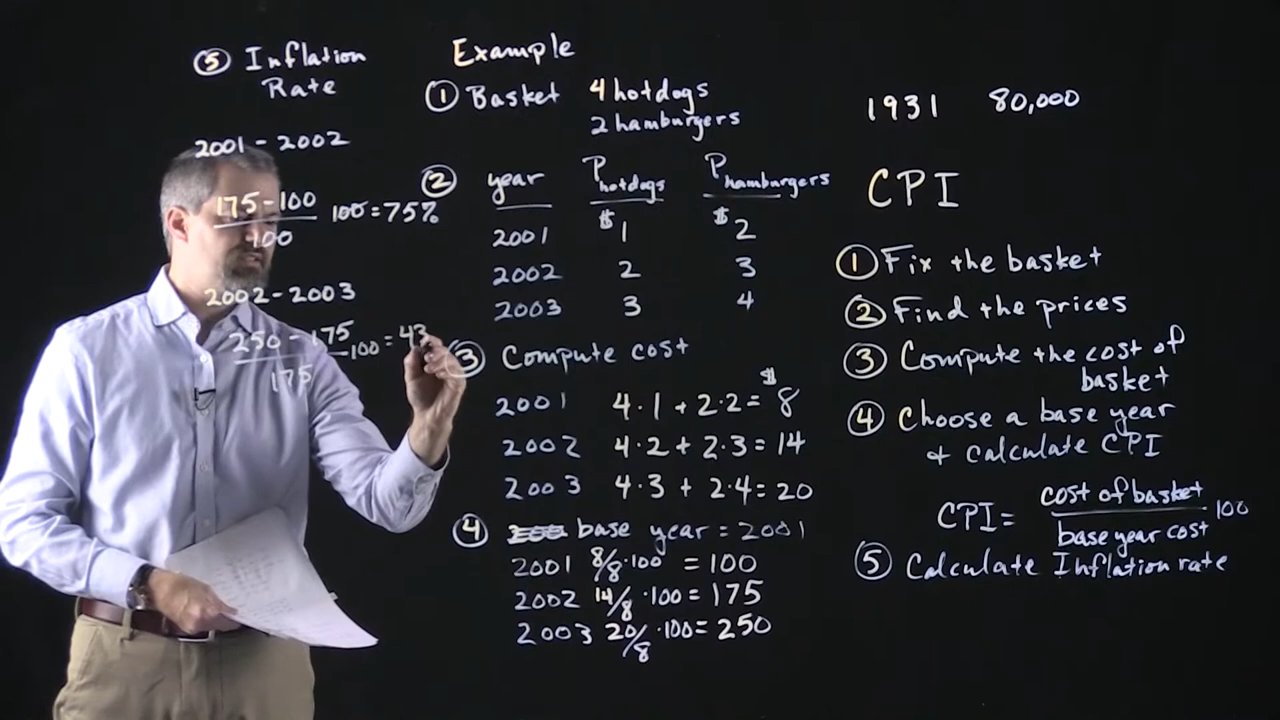 ⑤ Inflation
Rate
2001 - 2002
175 - 100
100
100 = 75%
2002 - 2003
250 - 175
175
100 = 43
Example
① Basket 4 hotdogs
2 hamburgers
② year P hotdogs P hamburgers
2001 $1 $2
2002 2 3
2003 3 4
③ Compute cost
2001 4·1 + 2·2 = $8
2002 4·2 + 2·3 = 14
2003 4·3 + 2·4 = 20
④ base year = 2001
2001 8/8 · 100 = 100
2002 14/8 · 100 = 175
2003 20/8 · 100 = 250
1931 80,000
CPI
① Fix the basket
② Find the prices
③ Compute the cost of
basket
④ Choose a base year
+ calculate CPI
CPI = cost of basket
base year cost
· 100
⑤ Calculate Inflation rate